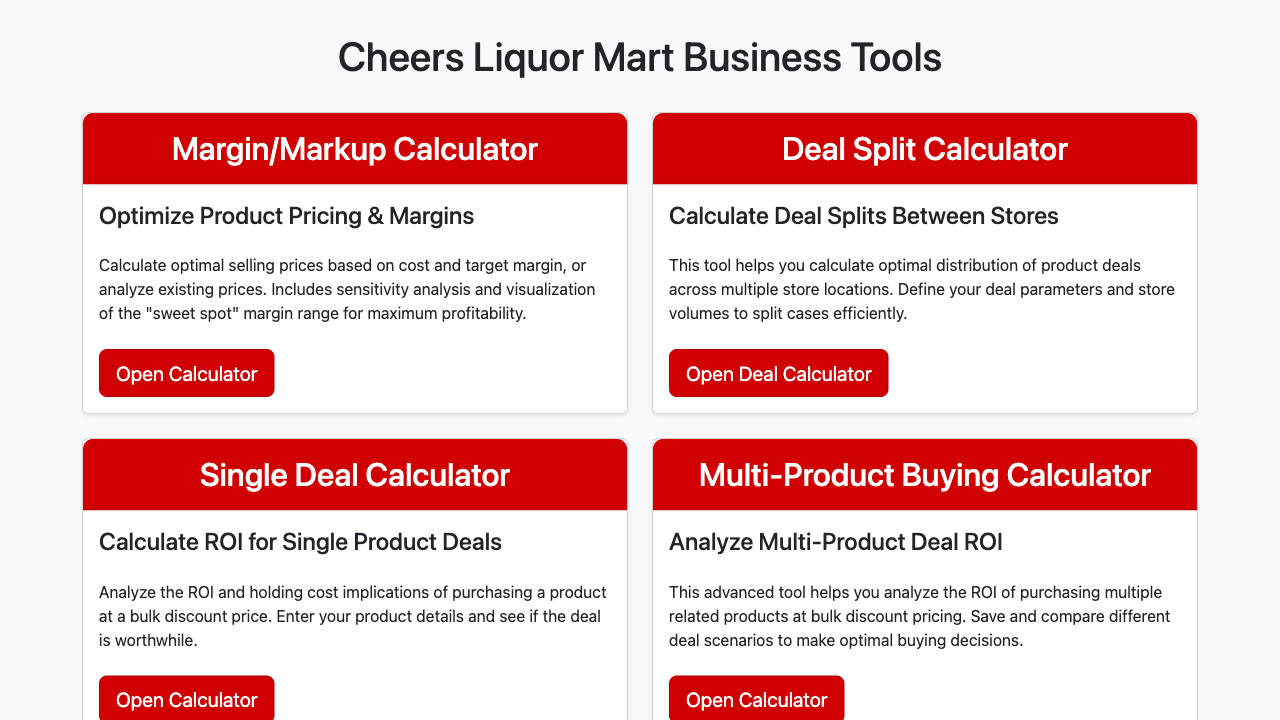 Cheers Liquor Mart Business Tools
Margin/Markup Calculator
Optimize Product Pricing & Margins
Calculate optimal selling prices based on cost and target margin, or
analyze existing prices. Includes sensitivity analysis and visualization
of the "sweet spot" margin range for maximum profitability.
Open Calculator
Deal Split Calculator
Calculate Deal Splits Between Stores
This tool helps you calculate optimal distribution of product deals
across multiple store locations. Define your deal parameters and store
volumes to split cases efficiently.
Open Deal Calculator
Single Deal Calculator
Calculate ROI for Single Product Deals
Analyze the ROI and holding cost implications of purchasing a product
at a bulk discount price. Enter your product details and see if the deal
is worthwhile.
Open Calculator
Multi-Product Buying Calculator
Analyze Multi-Product Deal ROI
This advanced tool helps you analyze the ROI of purchasing multiple
related products at bulk discount pricing. Save and compare different
deal scenarios to make optimal buying decisions.
Open Calculator